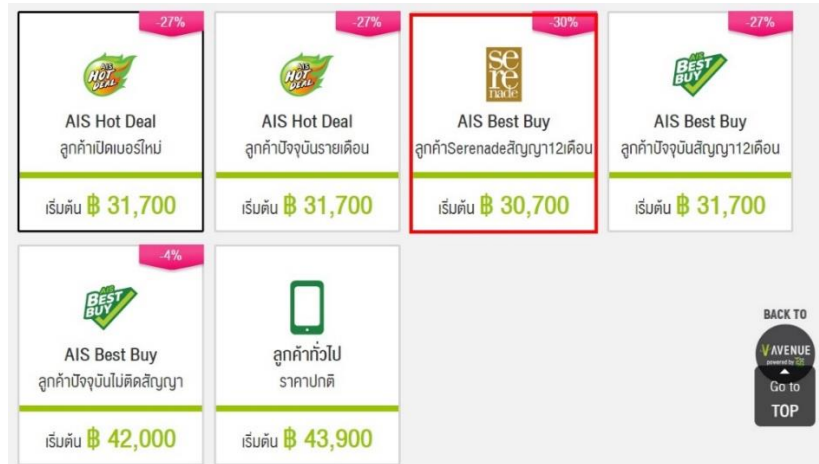 -27%
AIS HOT DEAL
AIS Hot Deal
ลูกค้าเปิดเบอร์ใหม่
เริ่มต้น ฿ 31,700
-27%
AIS HOT DEAL
AIS Hot Deal
ลูกค้าปัจจุบันรายเดือน
เริ่มต้น ฿ 31,700
-30%
serenade
AIS Best Buy
ลูกค้าSerenadeสัญญา12เดือน
เริ่มต้น ฿ 30,700
-27%
AIS BEST BUY
AIS Best Buy
ลูกค้าปัจจุบันสัญญา12เดือน
เริ่มต้น ฿ 31,700
-4%
AIS BEST BUY
AIS Best Buy
ลูกค้าปัจจุบันไม่ติดสัญญา
เริ่มต้น ฿ 42,000
ลูกค้าทั่วไป
ราคาปกติ
เริ่มต้น ฿ 43,900
BACK TO
V AVENUE
powered by
Go to
TOP